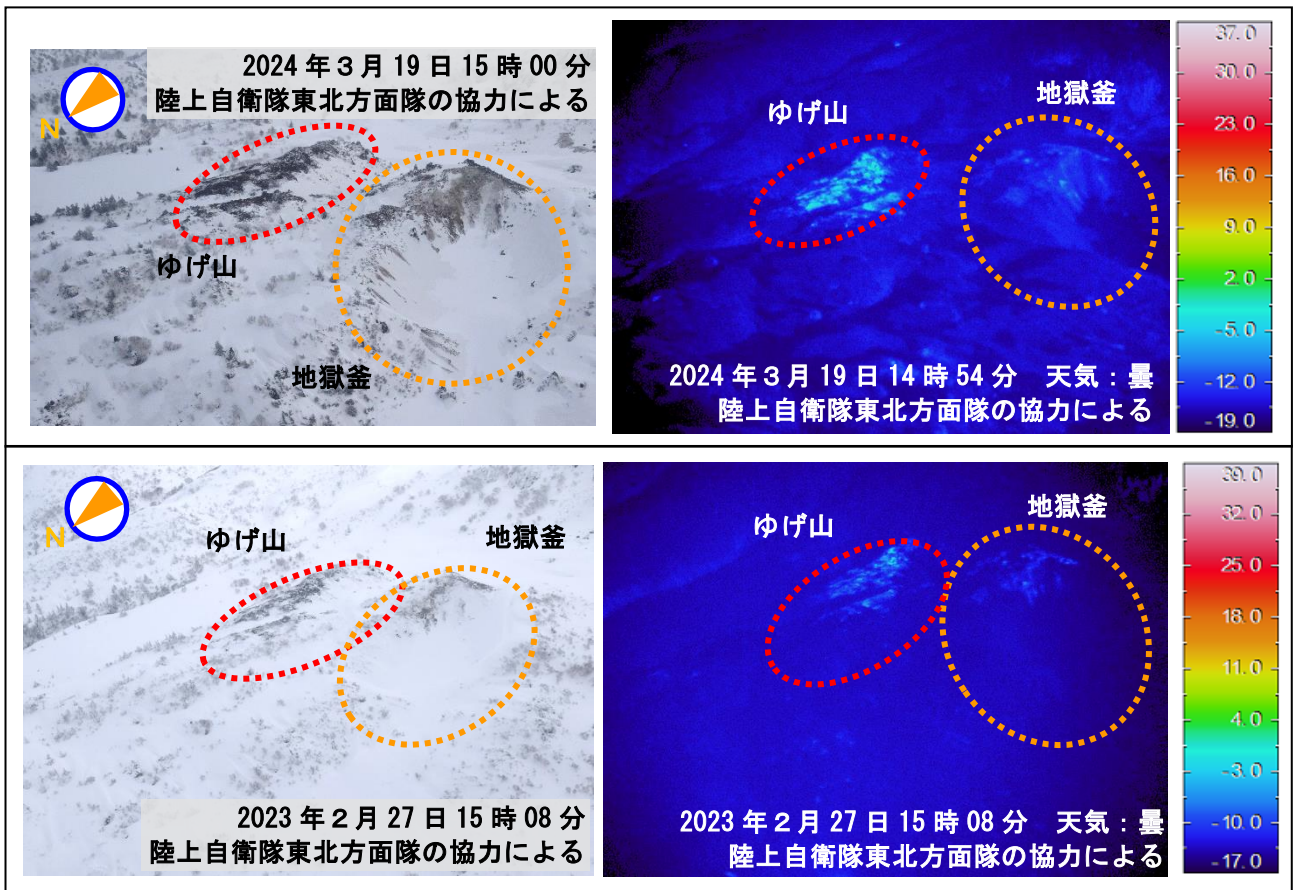 2024年3月19日15時00分
陸上自衛隊東北方面隊の協力による
N
ゆげ山
地獄釜
ゆげ山
地獄釜
2024年3月19日14時54分 天気：曇
陸上自衛隊東北方面隊の協力による
37.0
30.0
23.0
16.0
9.0
2.0
-5.0
-12.0
-19.0
N
ゆげ山
地獄釜
2023年2月27日15時08分
陸上自衛隊東北方面隊の協力による
ゆげ山
地獄釜
2023年2月27日15時08分 天気：曇
陸上自衛隊東北方面隊の協力による
39.0
32.0
25.0
18.0
11.0
4.0
-3.0
-10.0
-17.0